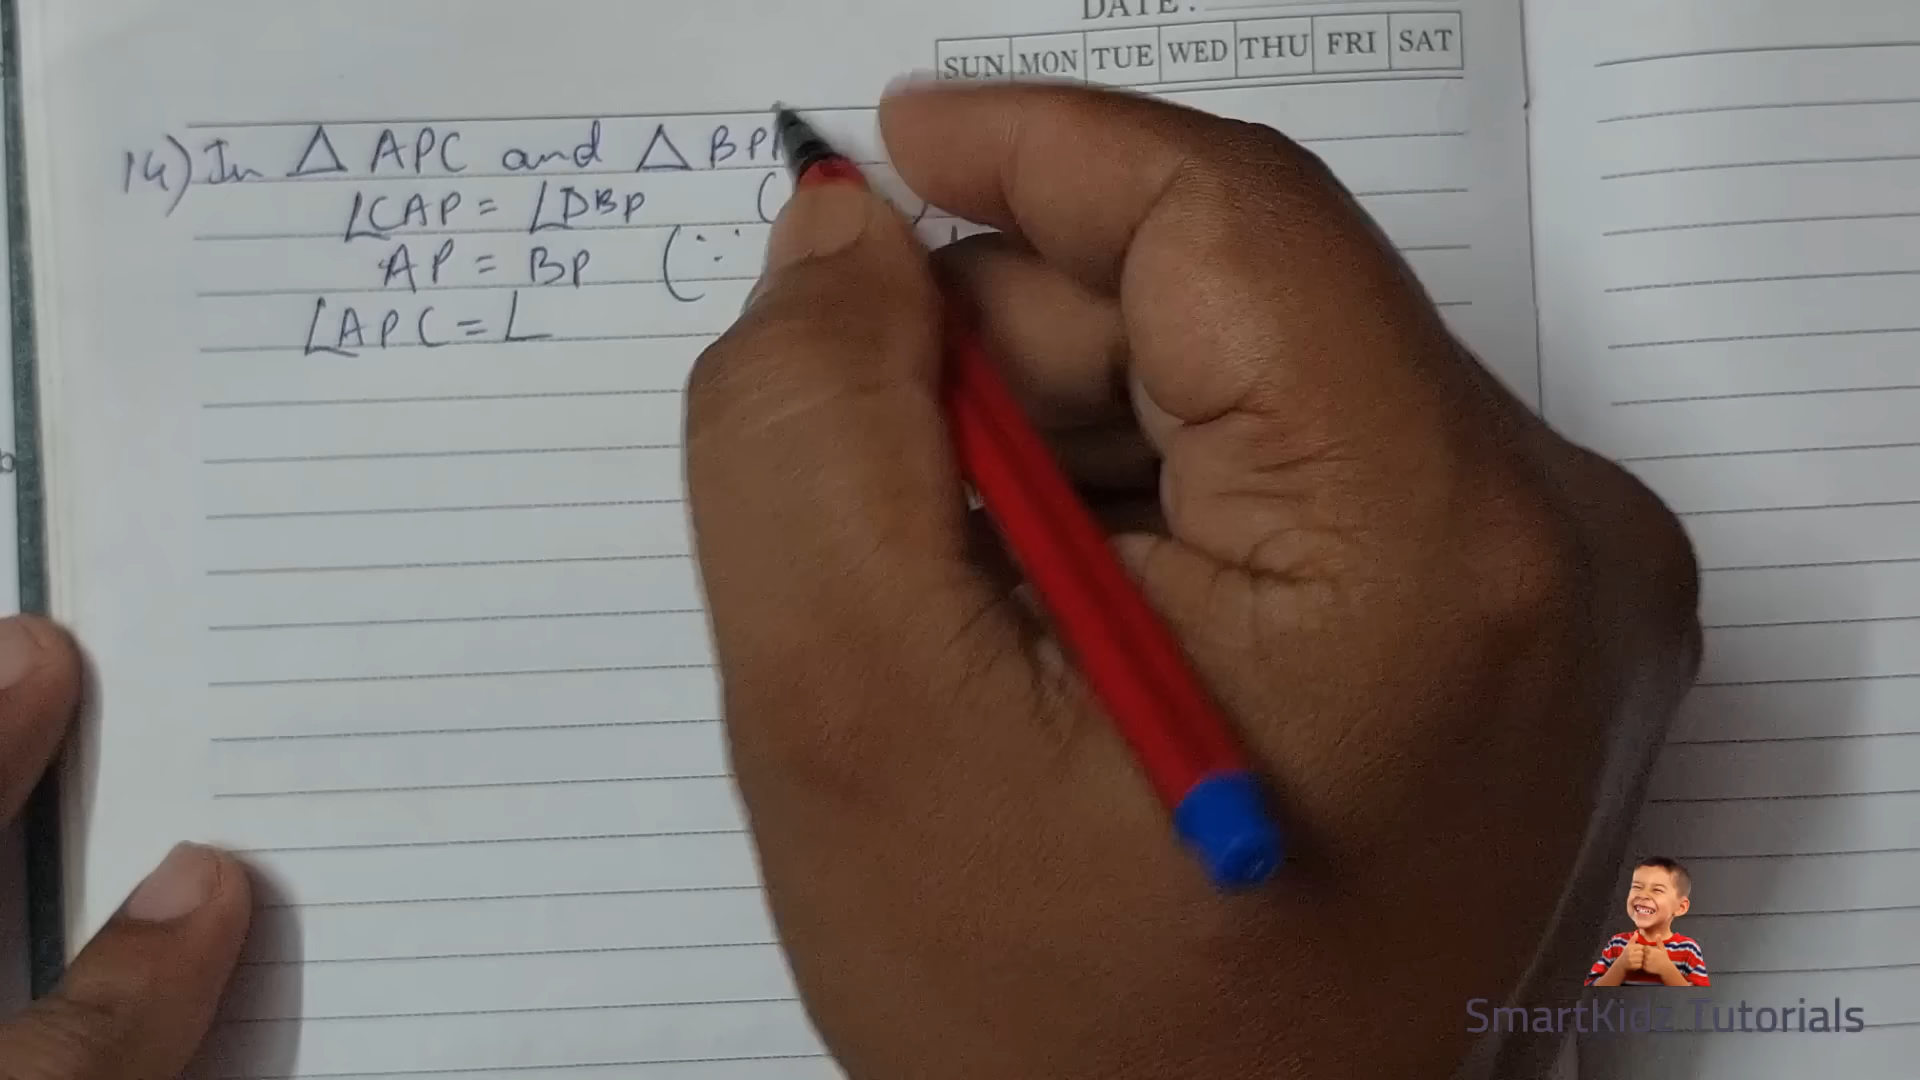 DATE:
SUN MON TUE WED THU FRI SAT
14) In △ APC and △ BP
∠CAP = ∠DBP (
AP = BP (∵
∠APC = ∠
b
SmartKidz Tutorials